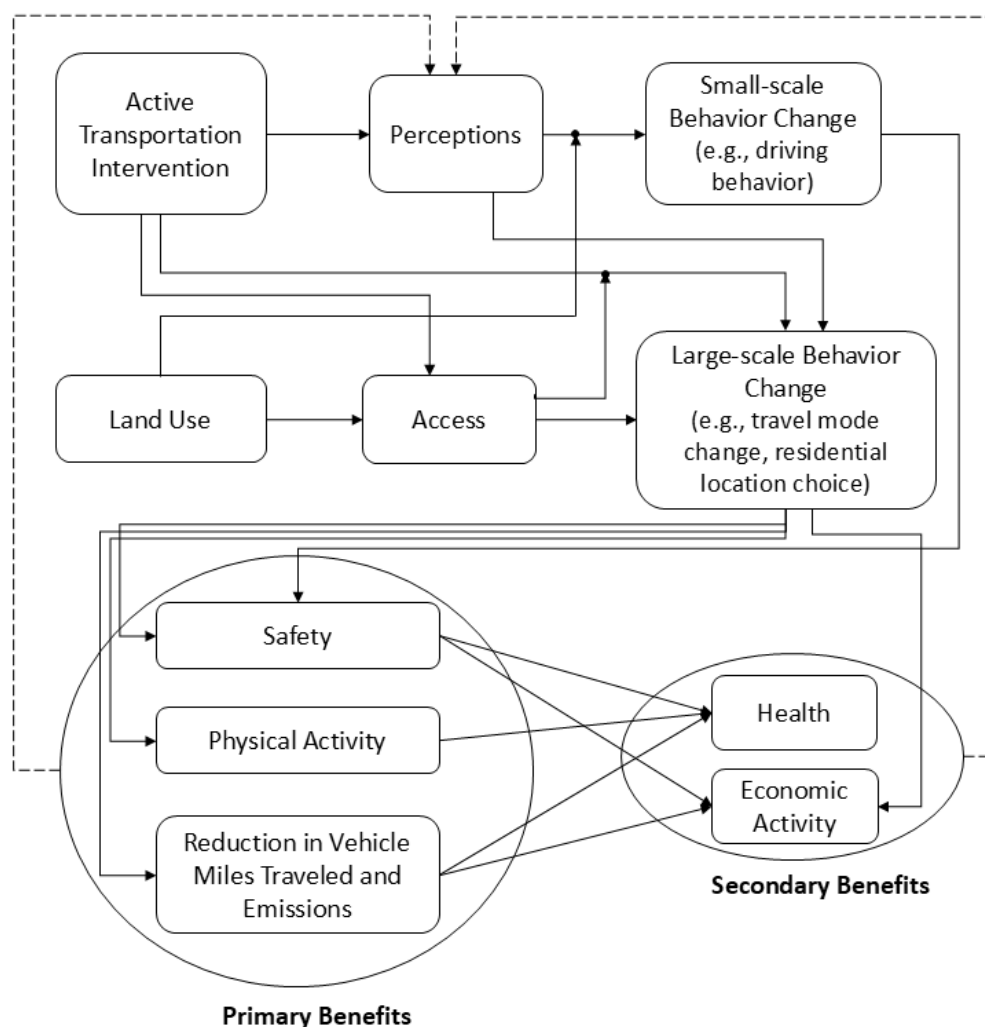 Active
Transportation
Intervention
Perceptions
Small-scale
Behavior Change
(e.g., driving
behavior)
Land Use
Access
Large-scale Behavior
Change
(e.g., travel mode
change, residential
location choice)
Safety
Physical Activity
Reduction in Vehicle
Miles Traveled and
Emissions
Primary Benefits
Health
Economic
Activity
Secondary Benefits